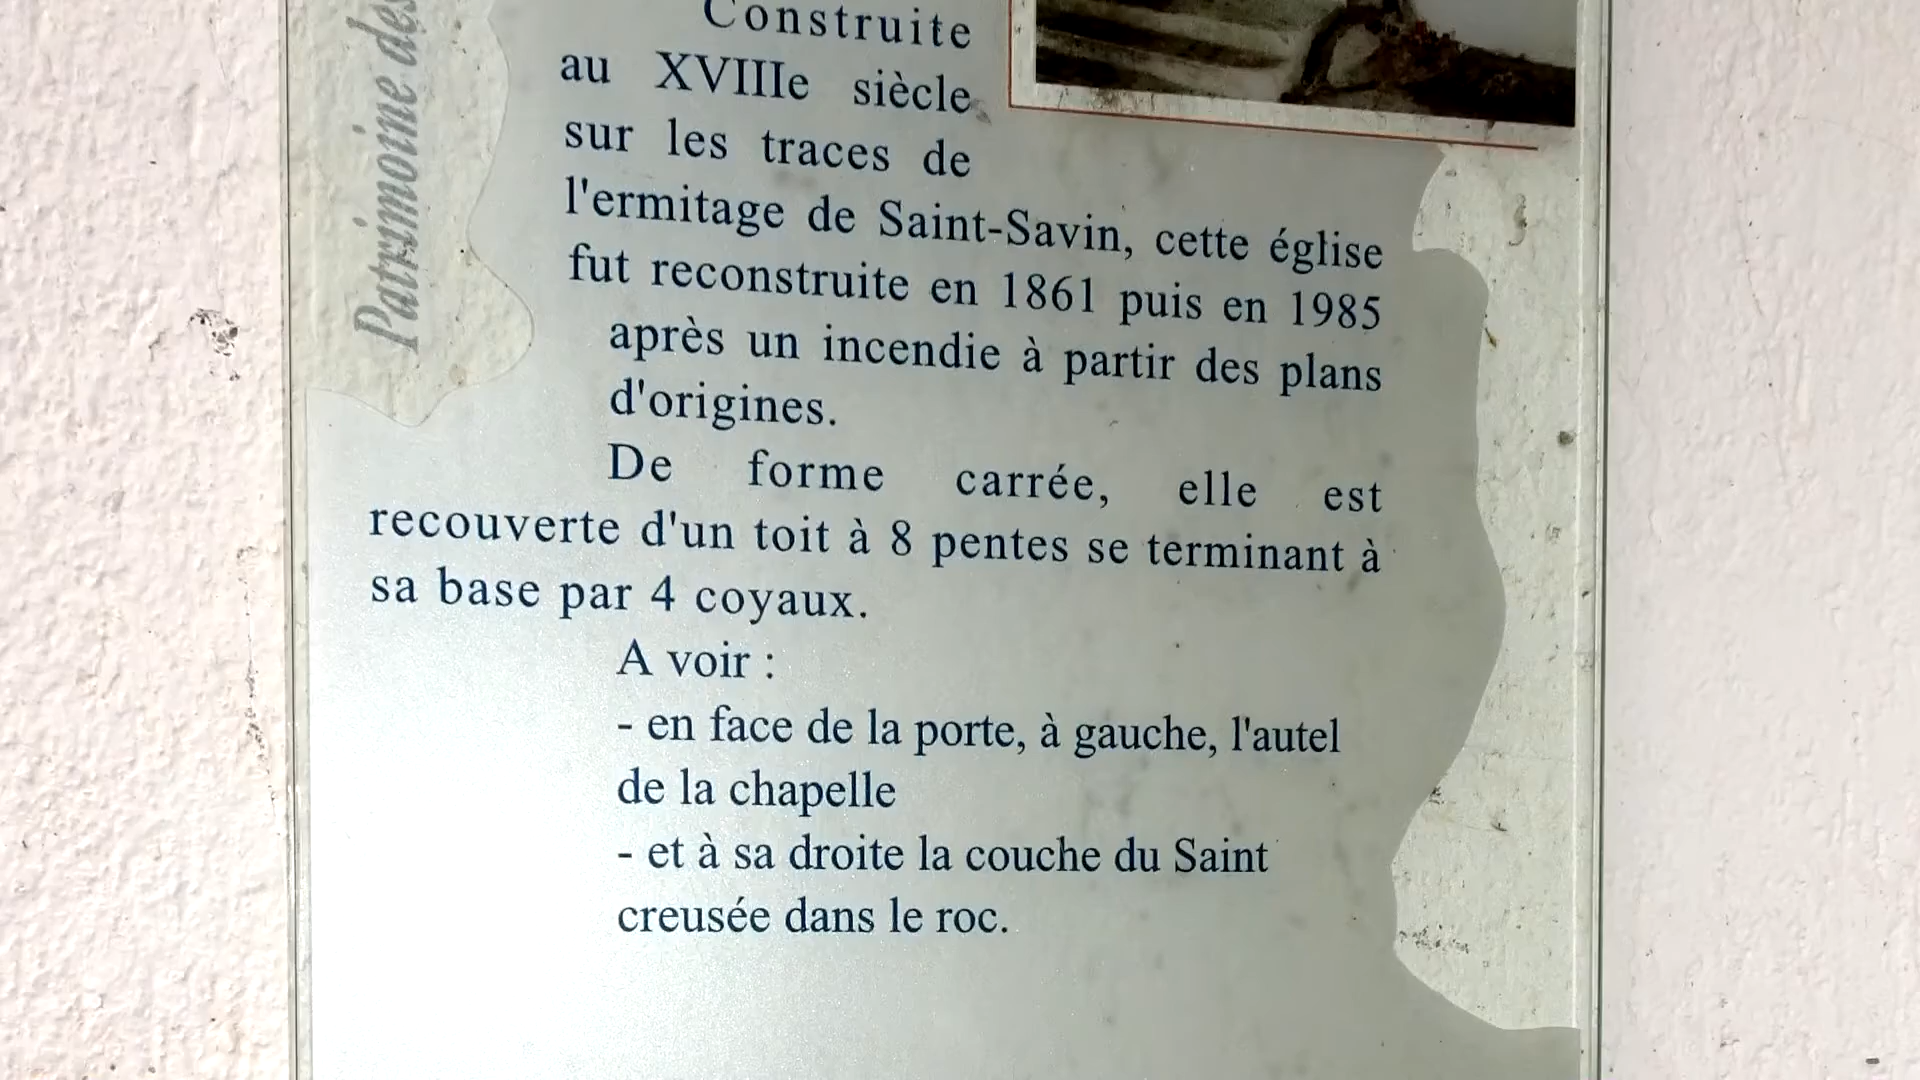 Patrimoine des
Construite
au XVIIIe siècle
sur les traces de
l'ermitage de Saint-Savin, cette église
fut reconstruite en 1861 puis en 1985
après un incendie à partir des plans
d'origines.
De forme carrée, elle est
recouverte d'un toit à 8 pentes se terminant à
sa base par 4 coyaux.
A voir :
- en face de la porte, à gauche, l'autel
de la chapelle
- et à sa droite la couche du Saint
creusée dans le roc.